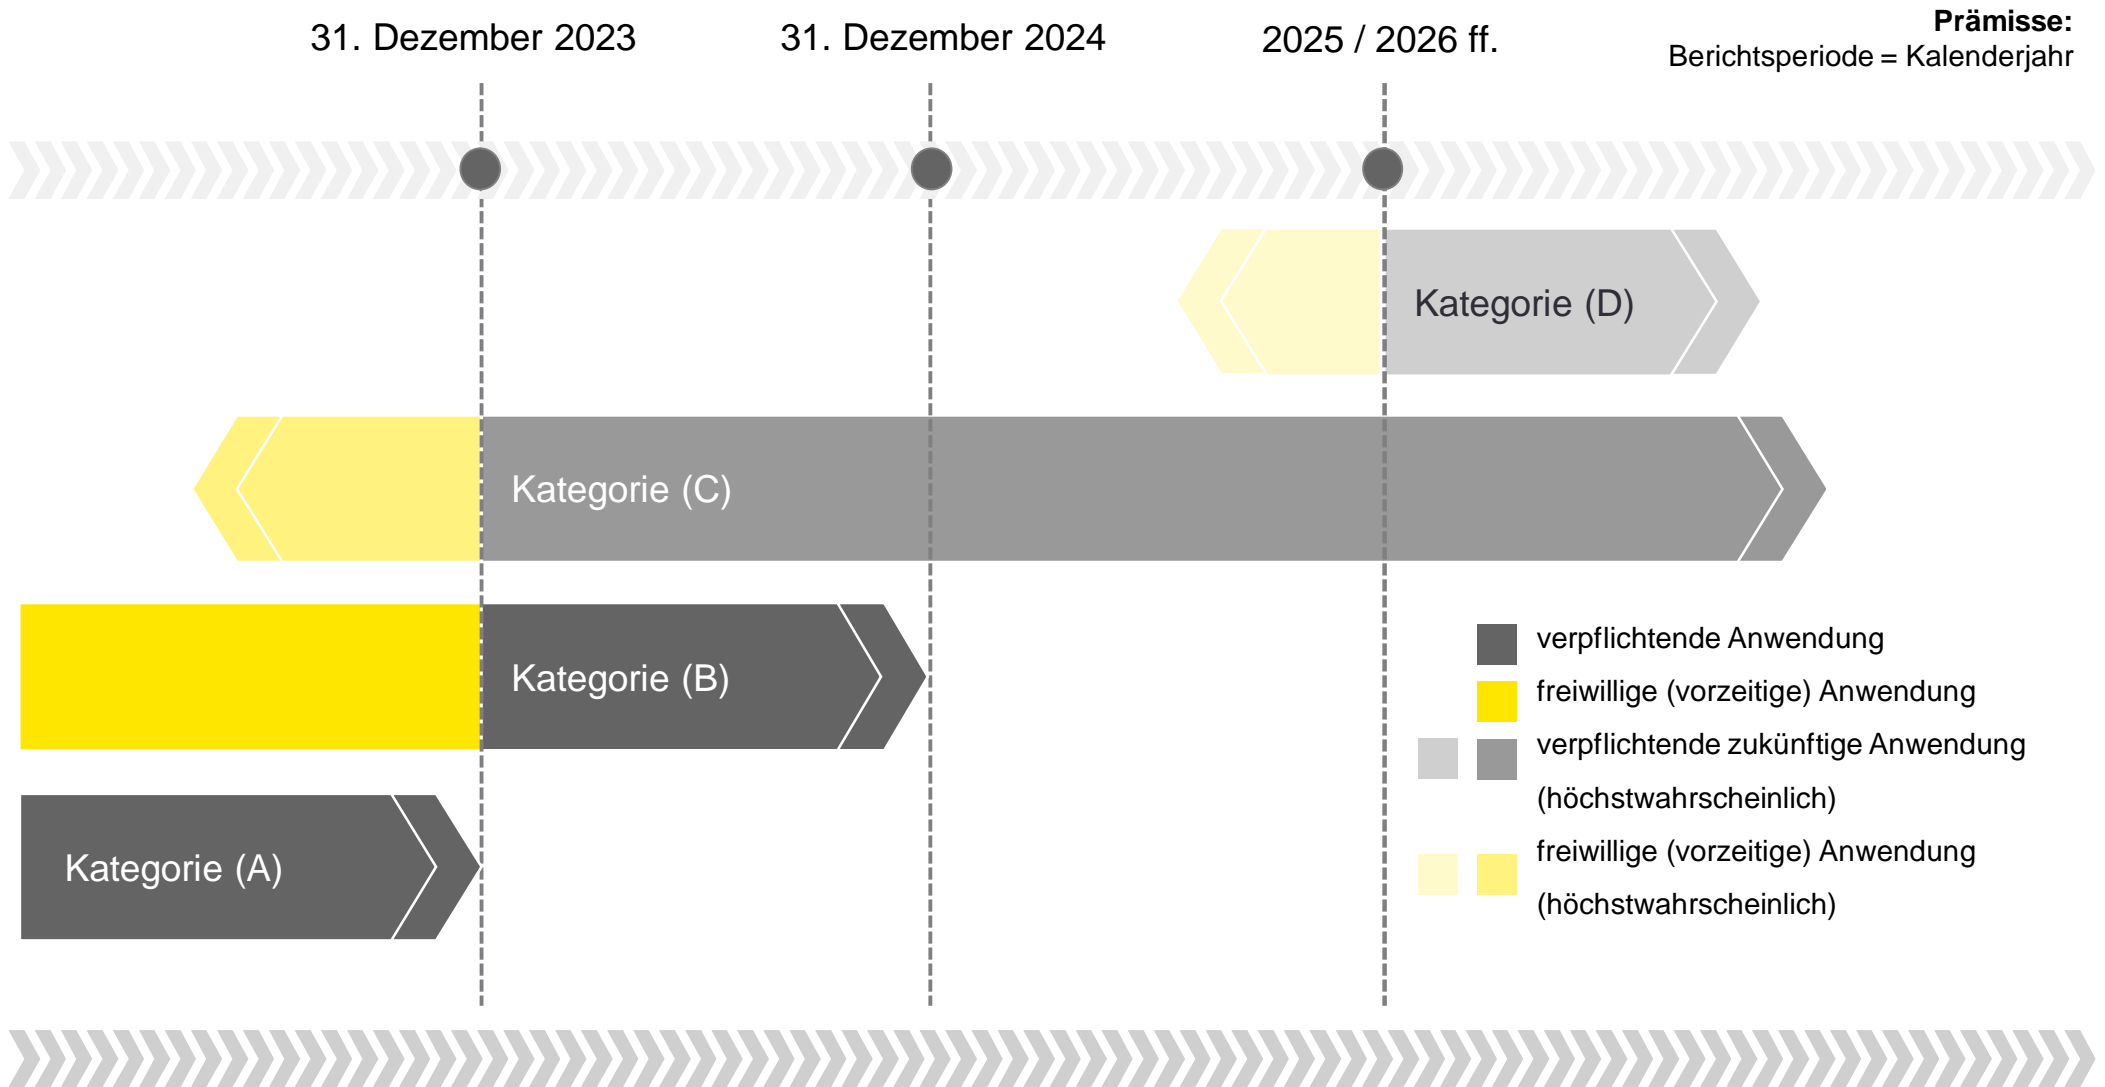 31. Dezember 2023
31. Dezember 2024
2025 / 2026 ff.
Prämisse:
Berichtsperiode = Kalenderjahr
Kategorie (D)
Kategorie (C)
Kategorie (B)
Kategorie (A)
verpflichtende Anwendung
freiwillige (vorzeitige) Anwendung
verpflichtende zukünftige Anwendung
(höchstwahrscheinlich)
freiwillige (vorzeitige) Anwendung
(höchstwahrscheinlich)